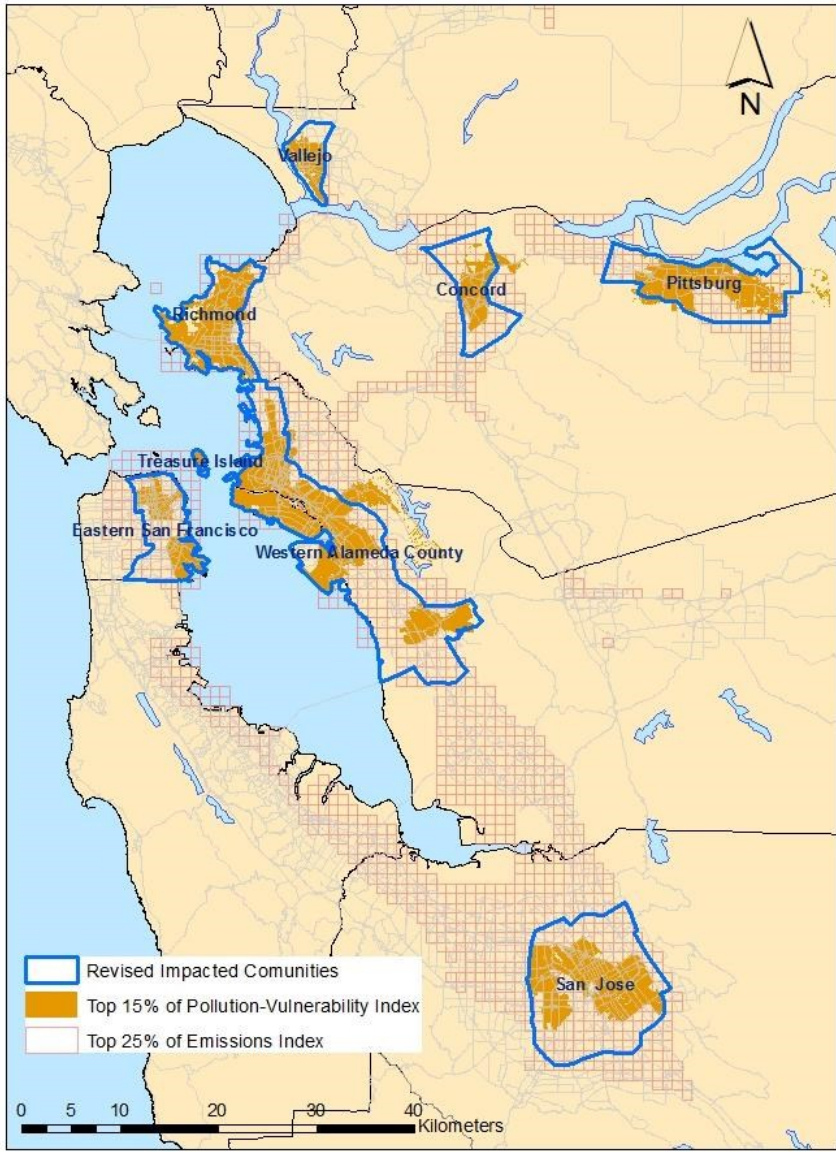 N
Vallejo
Concord
Pittsburg
Richmond
Treasure Island
Eastern San Francisco
Western Alameda County
San Jose
Revised Impacted Comunities
Top 15% of Pollution-Vulnerability Index
Top 25% of Emissions Index
0 5 10 20 30 40
Kilometers